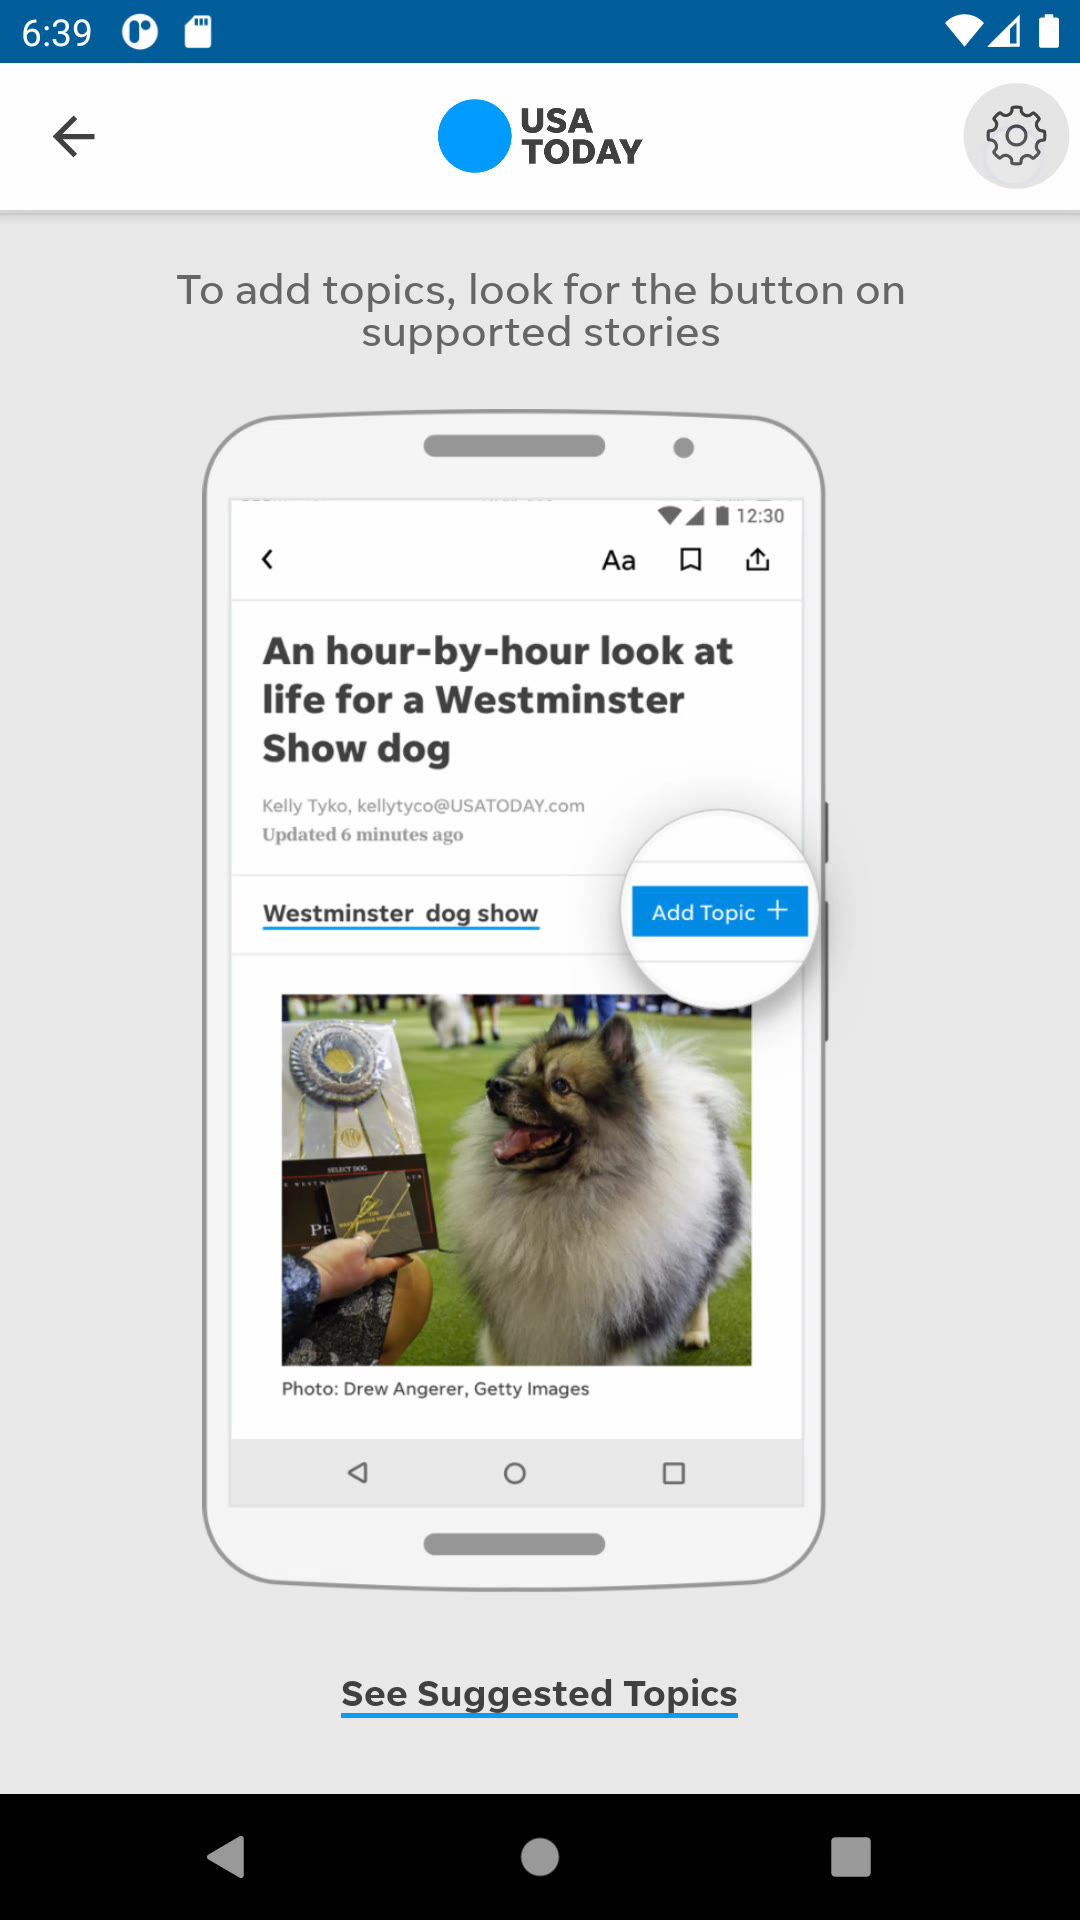 6:39
USA
TODAY
To add topics, look for the button on
supported stories
12:30
Aa
An hour-by-hour look at
life for a Westminster
Show dog
Kelly Tyko, kellytyco@USATODAY.com
Updated 6 minutes ago
Westminster dog show
Add Topic +
SELECT DOG
Photo: Drew Angerer, Getty Images
See Suggested Topics